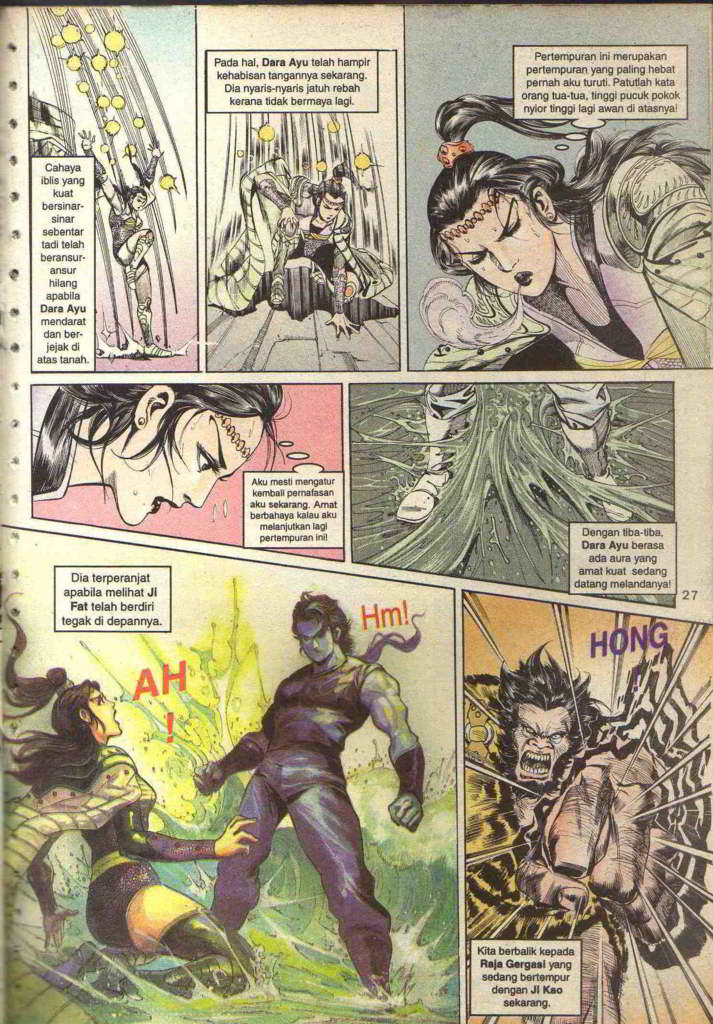 Cahaya
iblis yang
kuat
bersinar-
sinar
sebentar
tadi telah
beransur-
ansur
hilang
apabila
Dara Ayu
mendarat
dan ber-
jejak di
atas tanah.
Pada hal, Dara Ayu telah hampir
kehabisan tangannya sekarang.
Dia nyaris-nyaris jatuh rebah
kerana tidak bermaya lagi.
Pertempuran ini merupakan
pertempuran yang paling hebat
pernah aku turuti. Patutlah kata
orang tua-tua, tinggi pucuk pokok
nyior tinggi lagi awan di atasnya!
Aku mesti mengatur
kembali pernafasan
aku sekarang. Amat
berbahaya kalau aku
melanjutkan lagi
pertempuran ini!
Dengan tiba-tiba,
Dara Ayu berasa
ada aura yang
amat kuat sedang
datang melandanya!
27
Dia terperanjat
apabila melihat JI
Fat telah berdiri
tegak di depannya.
AH
!
Hm!
HONG
!
Kita berbalik kepada
Raja Gergasi yang
sedang bertempur
dengan JI Kao
sekarang.